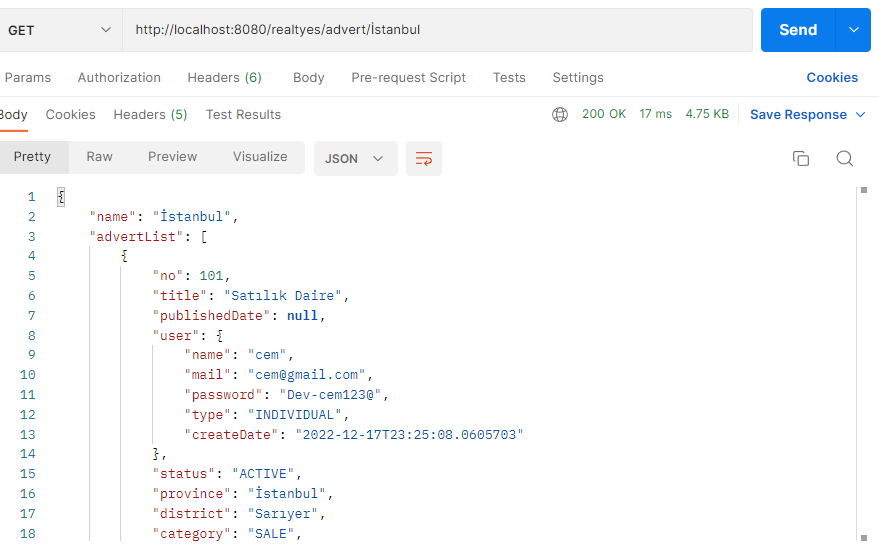 GET http://localhost:8080/realtyes/advert/İstanbul Send
Params Authorization Headers (6) Body Pre-request Script Tests Settings Cookies
Body Cookies Headers (5) Test Results 200 OK 17 ms 4.75 KB Save Response
Pretty Raw Preview Visualize JSON
1 {
2 "name": "İstanbul",
3 "advertList": [
4 {
5 "no": 101,
6 "title": "Satılık Daire",
7 "publishedDate": null,
8 "user": {
9 "name": "cem",
10 "mail": "cem@gmail.com",
11 "password": "Dev-cem123@",
12 "type": "INDIVIDUAL",
13 "createDate": "2022-12-17T23:25:08.0605703"
14 },
15 "status": "ACTIVE",
16 "province": "İstanbul",
17 "district": "Sarıyer",
18 "category": "SALE",